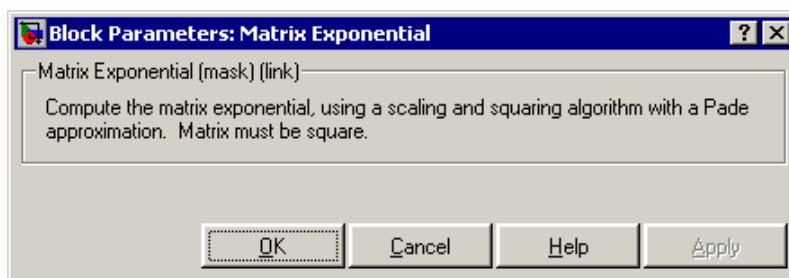 Block Parameters: Matrix Exponential
Matrix Exponential (mask) (link)
Compute the matrix exponential, using a scaling and squaring algorithm with a Pade
approximation. Matrix must be square.
OK Cancel Help Apply